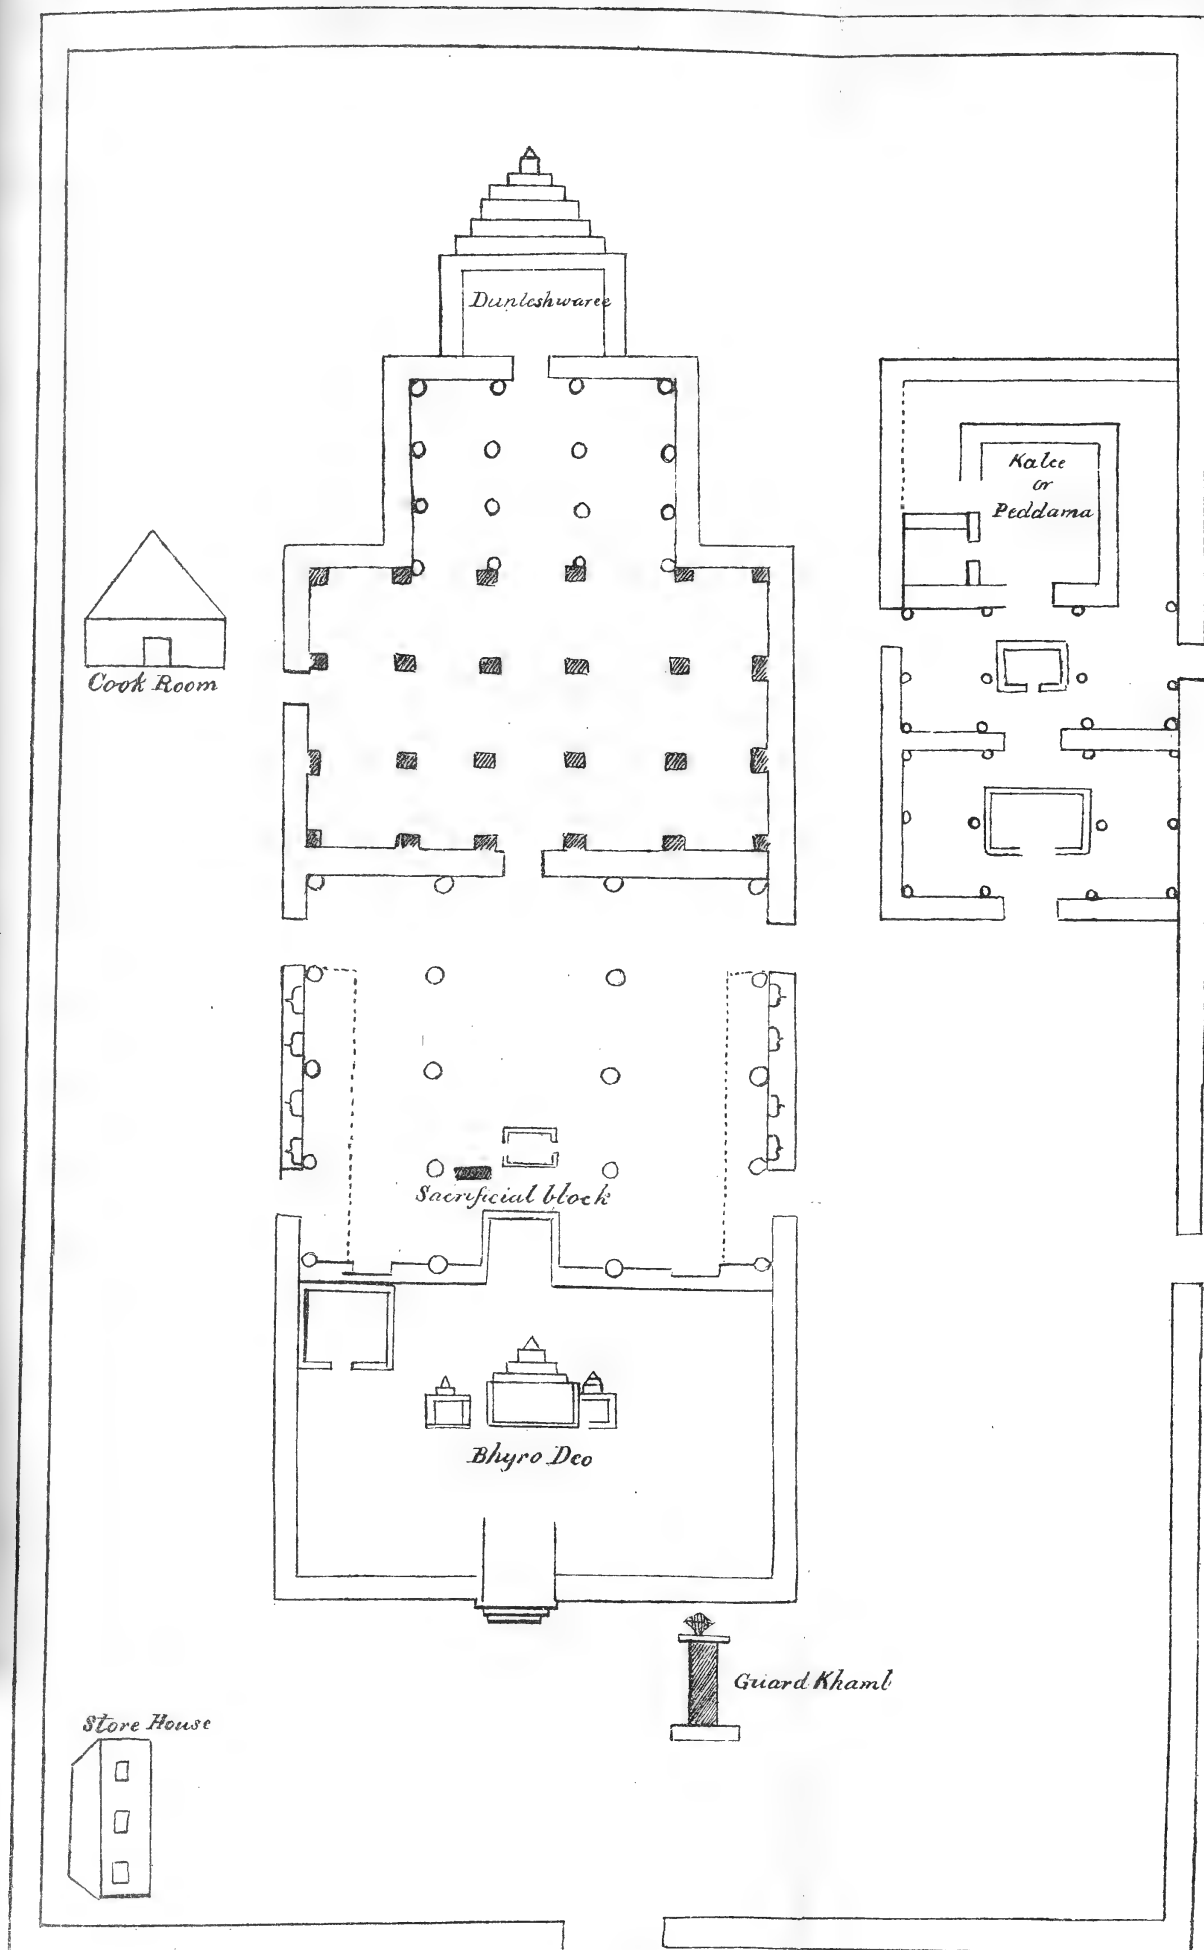 Dunteshwaree
Kalee
or
Peddama
Cook Room
Sacrificial block
Bhyro Deo
Guard Khamb
Store House